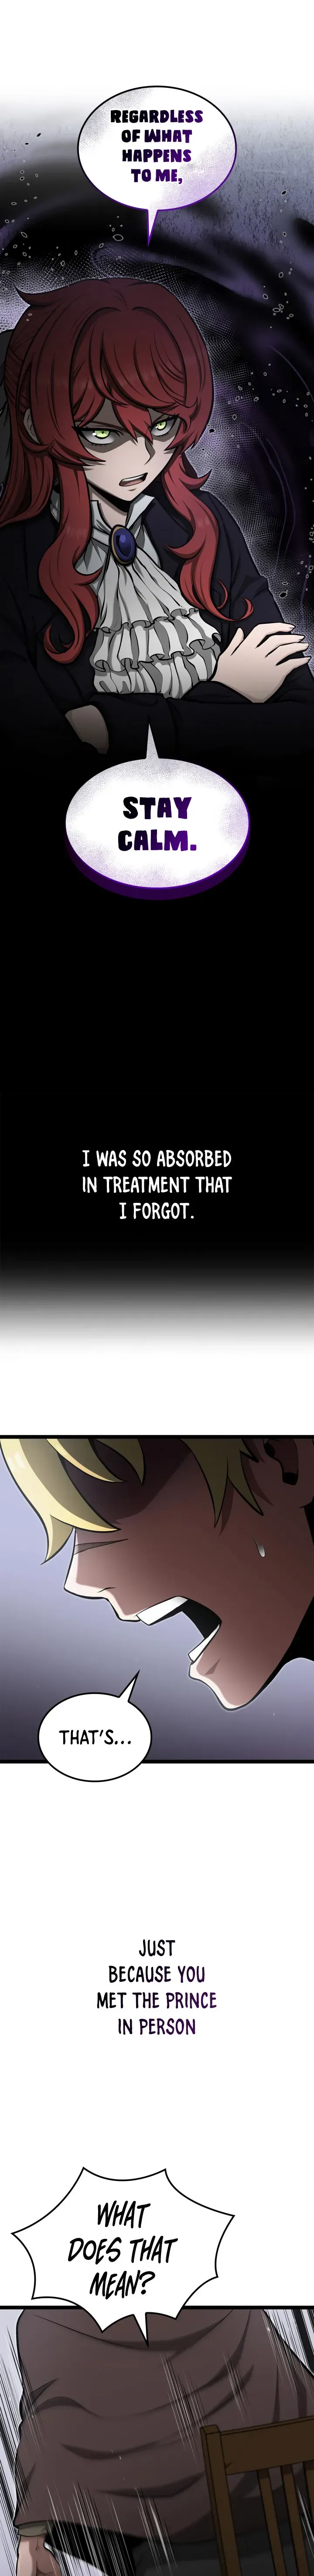 REGARDLESS
OF WHAT
HAPPENS
TO ME,
STAY
CALM.
I WAS SO ABSORBED
IN TREATMENT THAT
I FORGOT.
THAT'S...
JUST
BECAUSE YOU
MET THE PRINCE
IN PERSON
WHAT
DOES THAT
MEAN?